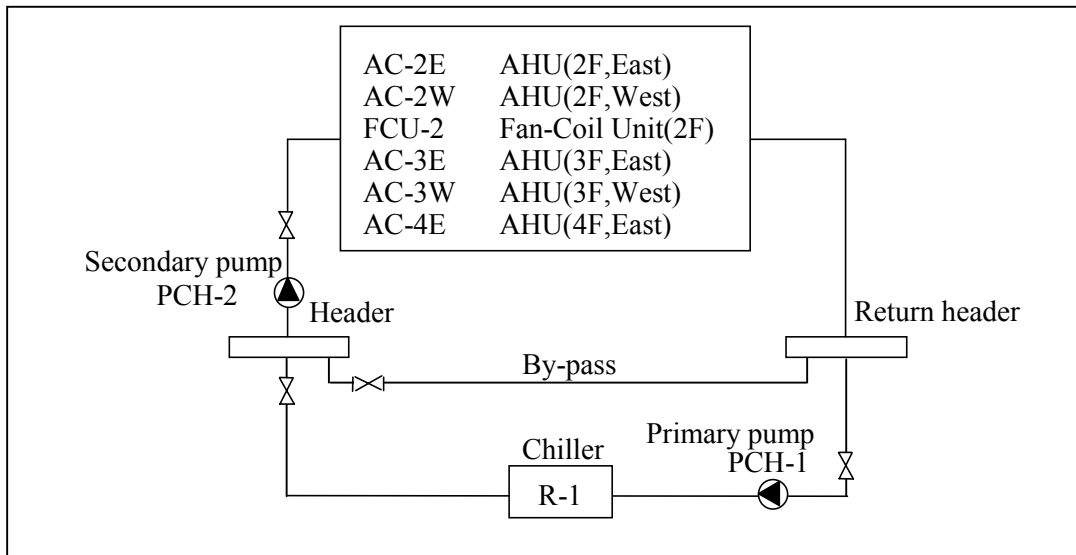 AC-2E AHU(2F,East)
AC-2W AHU(2F,West)
FCU-2 Fan-Coil Unit(2F)
AC-3E AHU(3F,East)
AC-3W AHU(3F,West)
AC-4E AHU(4F,East)
Secondary pump
PCH-2
Header
Return header
By-pass
Primary pump
PCH-1
Chiller
R-1